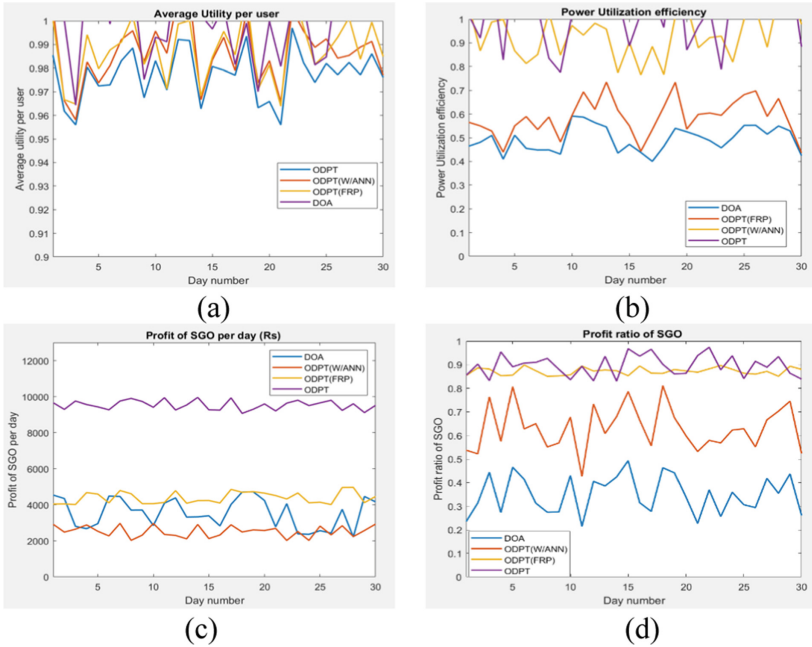 Average Utility per user
Average utility per user
1
0.99
0.98
0.97
0.96
0.95
0.94
0.93
0.92
0.91
0.9
ODPT
ODPT(W/ANN)
ODPT(FRP)
DOA
5 10 15 20 25 30
Day number
(a)
Power Utilization efficiency
Power Utilization efficiency
1
0.9
0.8
0.7
0.6
0.5
0.4
0.3
0.2
0.1
0
DOA
ODPT(FRP)
ODPT(W/ANN)
ODPT
5 10 15 20 25 30
Day number
(b)
Profit of SGO per day (Rs)
Profit of SGO per day
12000
10000
8000
6000
4000
2000
0
DOA
ODPT(W/ANN)
ODPT(FRP)
ODPT
5 10 15 20 25 30
Day number
(c)
Profit ratio of SGO
Profit ratio of SGO
1
0.9
0.8
0.7
0.6
0.5
0.4
0.3
0.2
0.1
0
DOA
ODPT(W/ANN)
ODPT(FRP)
ODPT
5 10 15 20 25 30
Day number
(d)